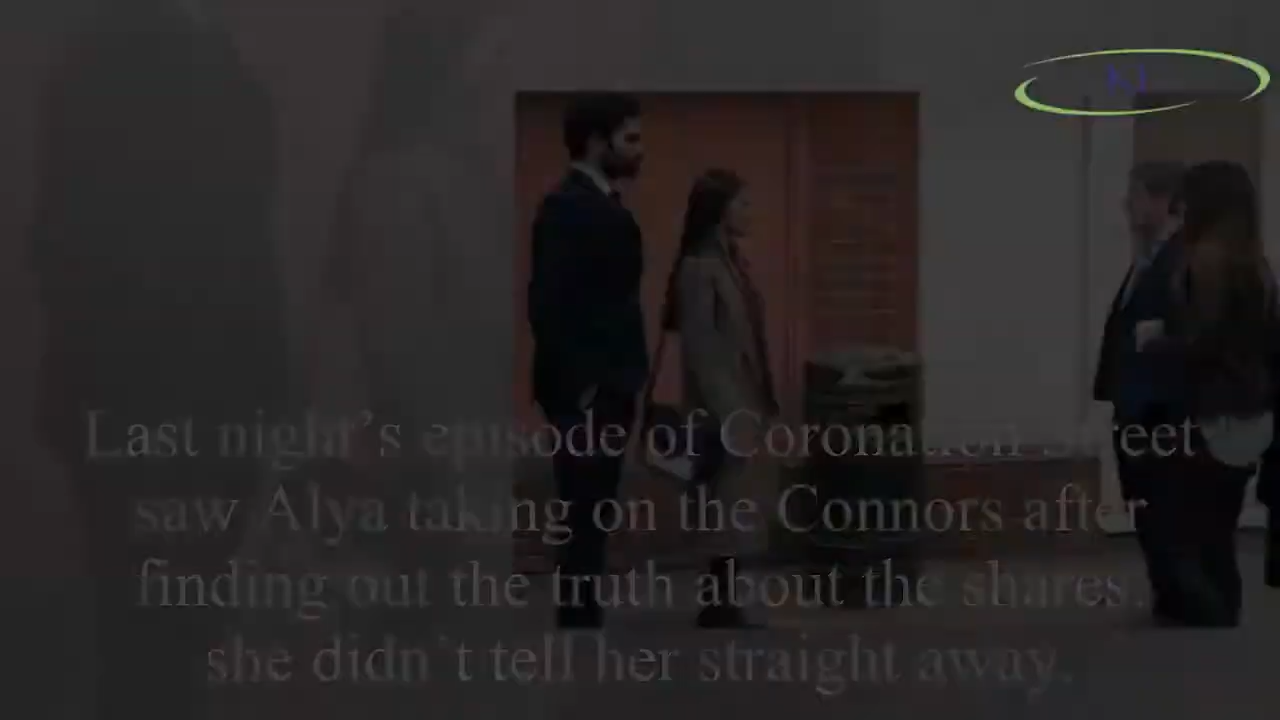 NI
Last night’s episode of Coronation Street
saw Alya taking on the Connors after
finding out the truth about the shares.
she didn’t tell her straight away.